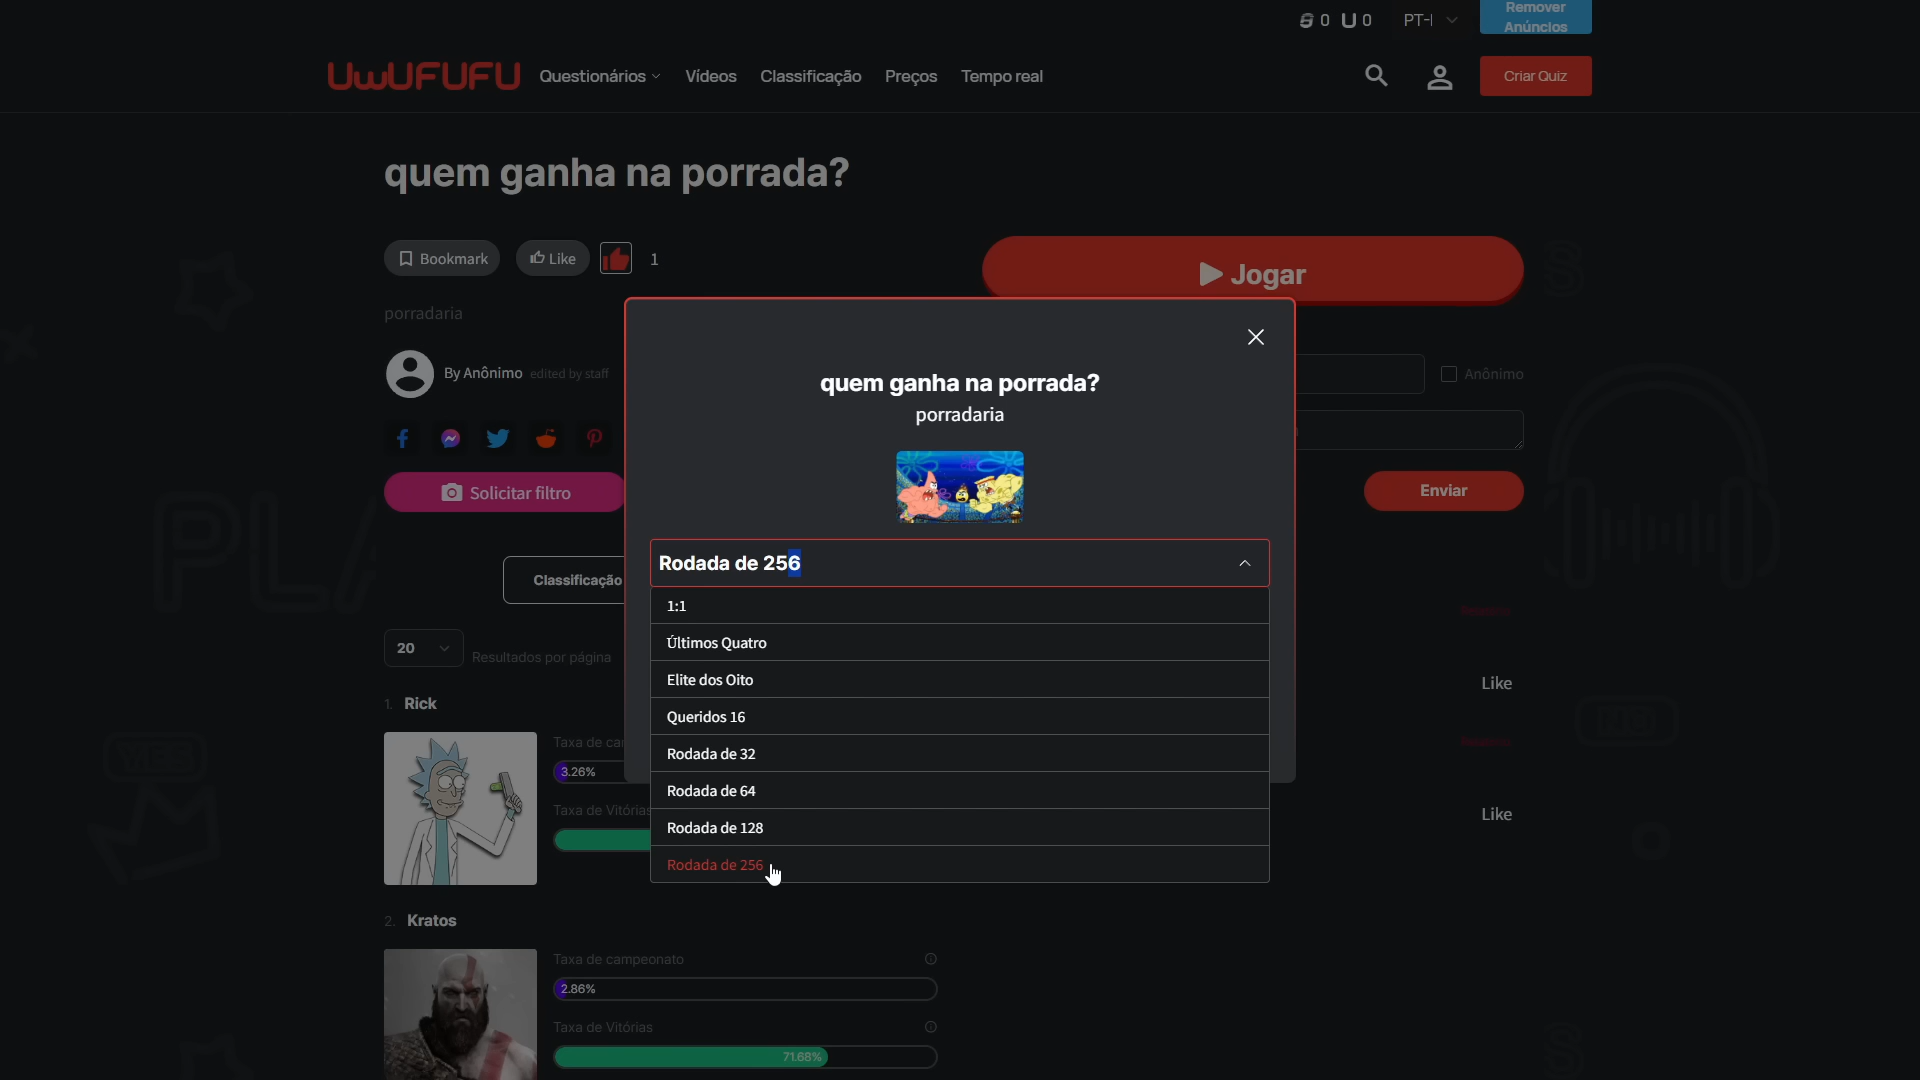 0 0 PT-
Remover
Anúncios
UwUFUFU Questionários Vídeos Classificação Preços Tempo real Criar Quiz
quem ganha na porrada?
Bookmark Like 1
Jogar
porradaria
By Anônimo edited by staff
Anônimo
Solicitar filtro
Enviar
Classificação
20 Resultados por página
1. Rick
3.26%
Taxa de Vitórias
Like
Like
quem ganha na porrada?
porradaria
Rodada de 256
1:1
Últimos Quatro
Elite dos Oito
Queridos 16
Rodada de 32
Rodada de 64
Rodada de 128
Rodada de 256
2. Kratos
Taxa de campeonato
2.86%
Taxa de Vitórias
71.68%